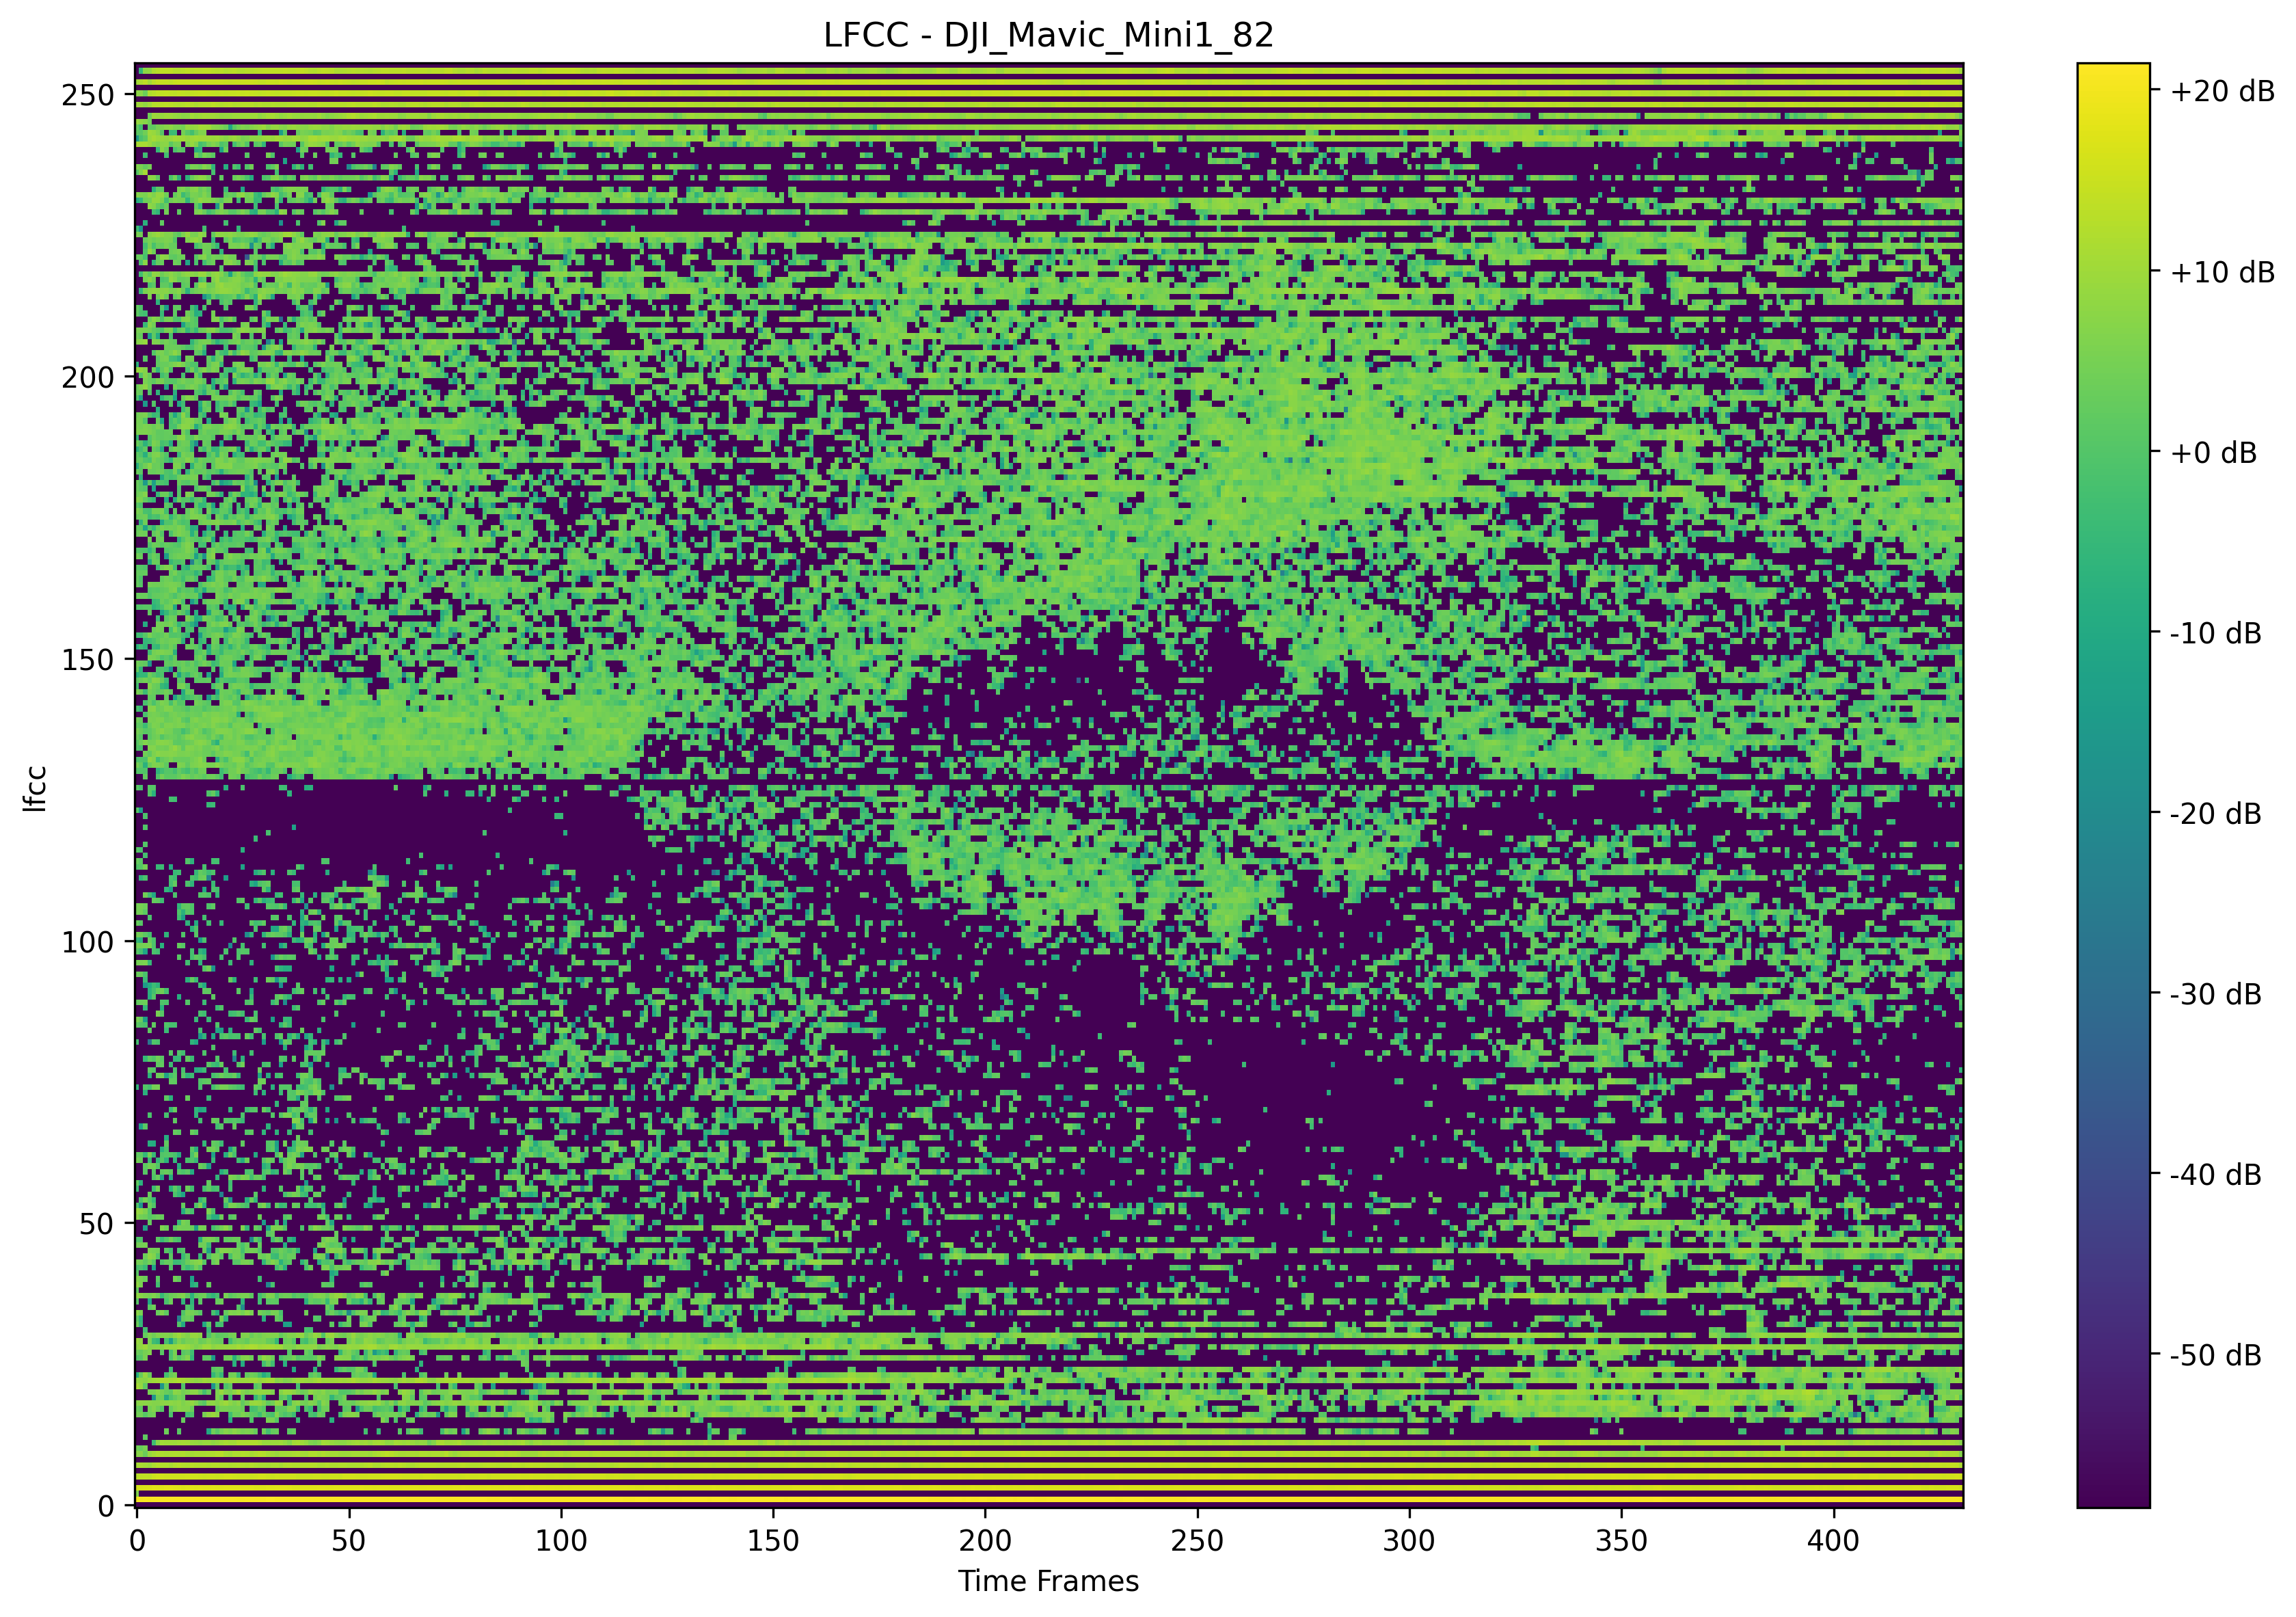 LFCC - DJI_Mavic_Mini1_82
250
200
150
100
50
0
lfcc
0 50 100 150 200 250 300 350 400
Time Frames
+20 dB
+10 dB
+0 dB
-10 dB
-20 dB
-30 dB
-40 dB
-50 dB